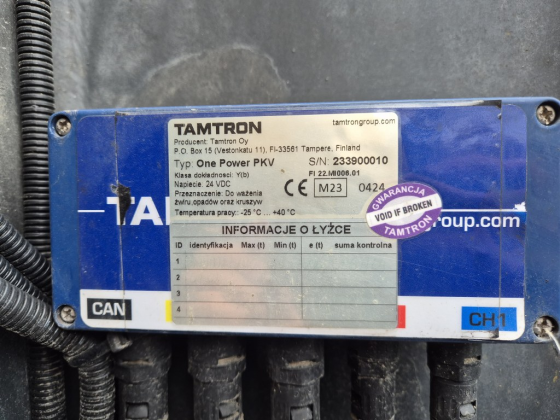 TAMTRON
tamtrongroup.com
Producent: Tamtron Oy
P.O. Box 15 (Vestonkatu 11), FI-33561 Tampere, Finland
Typ: One Power PKV S/N: 233900010
Klasa dokładności: Y(b) FI 22.MI006.01
Napięcie: 24 VDC
CE M23 0424
Przeznaczenie: Do ważenia
żwiru,odpadów oraz kruszyw
Temperatura pracy: -25 °C ... +40 °C
GWARANCJA
VOID IF BROKEN
TAMTRON
TA
group.com
INFORMACJE O ŁYŻCE
ID identyfikacja Max (t) Min (t) e (t) suma kontrolna
1
2
3
4
CAN
CH1